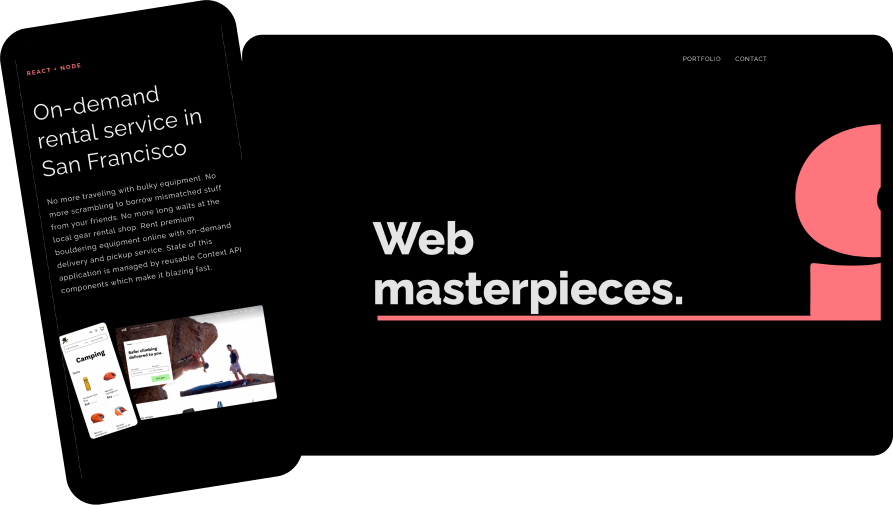 REACT • NODE
On-demand
rental service in
San Francisco
No more traveling with bulky equipment. No
more scrambling to borrow mismatched stuff
from your friends. No more long waits at the
local gear rental shop. Rent premium
bouldering equipment online with on-demand
delivery and pickup service. State of this
application is managed by reusable Context API
components which make it blazing fast.
Camping
Safer climbing
delivered to you.
PORTFOLIO CONTACT
Web
masterpieces.